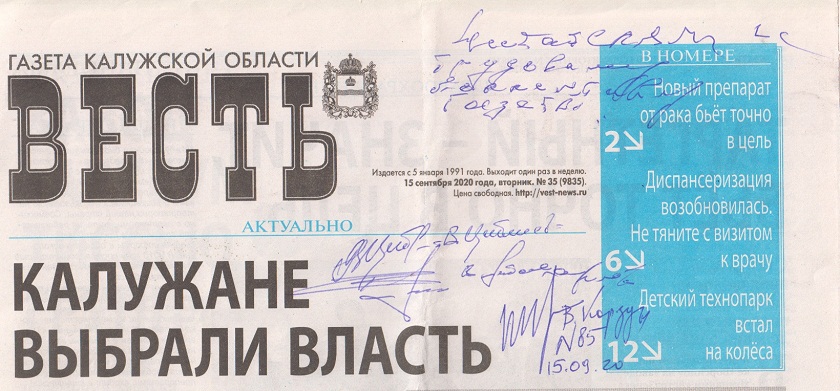 ГАЗЕТА КАЛУЖСКОЙ ОБЛАСТИ
ВЕСТЬ
Издается с 5 января 1991 года. Выходит один раз в неделю.
15 сентября 2020 года, вторник. № 35 (9835).
Цена свободная. http://vest-news.ru
АКТУАЛЬНО
КАЛУЖАНЕ
ВЫБРАЛИ ВЛАСТЬ
В НОМЕРЕ
Новый препарат
от рака бьёт точно
2 в цель
Диспансеризация
возобновилась.
Не тяните с визитом
6 к врачу
Детский технопарк
встал
12 на колёса
N85
15.09.20